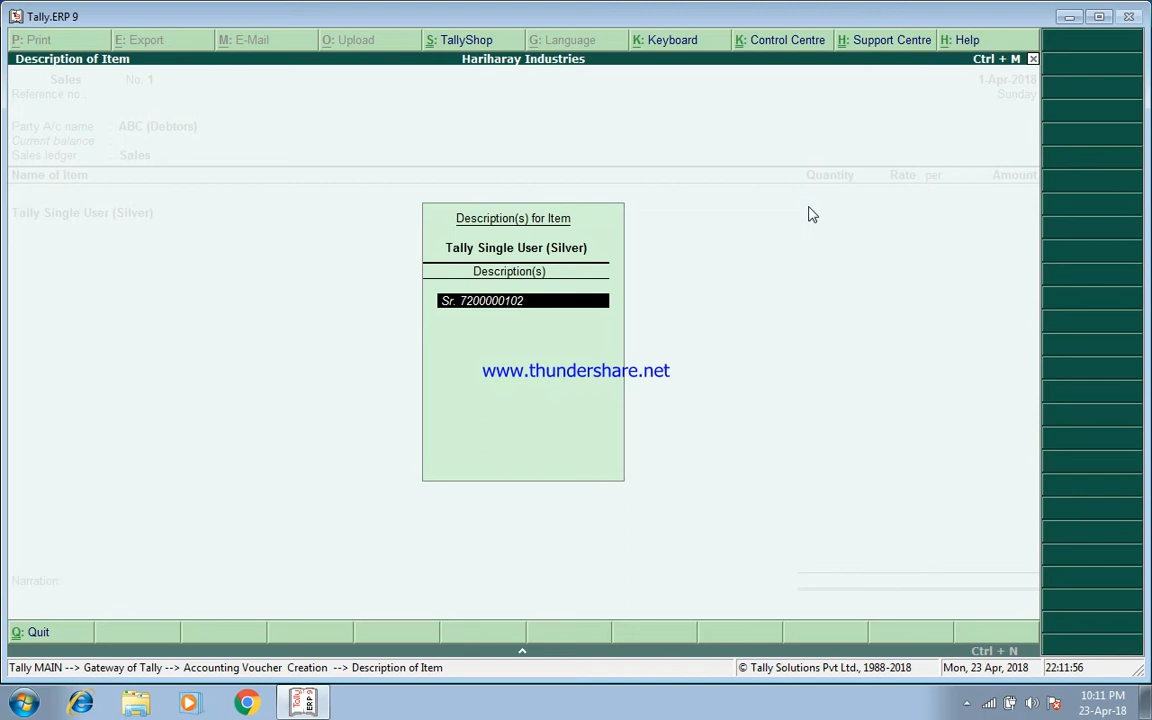 Tally.ERP 9
P: Print E: Export M: E-Mail O: Upload S: TallyShop G: Language K: Keyboard K: Control Centre H: Support Centre H: Help
Description of Item Hariharay Industries Ctrl + M
Sales No. 1 1-Apr-2018
Reference no. Sunday
Party A/c name : ABC (Debtors)
Current balance :
Sales ledger : Sales
Name of Item Quantity Rate per Amount
Tally Single User (Silver)
Description(s) for Item
Tally Single User (Silver)
Description(s)
Sr. 7200000102
www.thundershare.net
Narration
Q: Quit
Ctrl + N
Tally MAIN --> Gateway of Tally --> Accounting Voucher Creation --> Description of Item © Tally Solutions Pvt Ltd., 1988-2018 Mon, 23 Apr, 2018 22:11:56
Tally ERP 9
10:11 PM
23-Apr-18